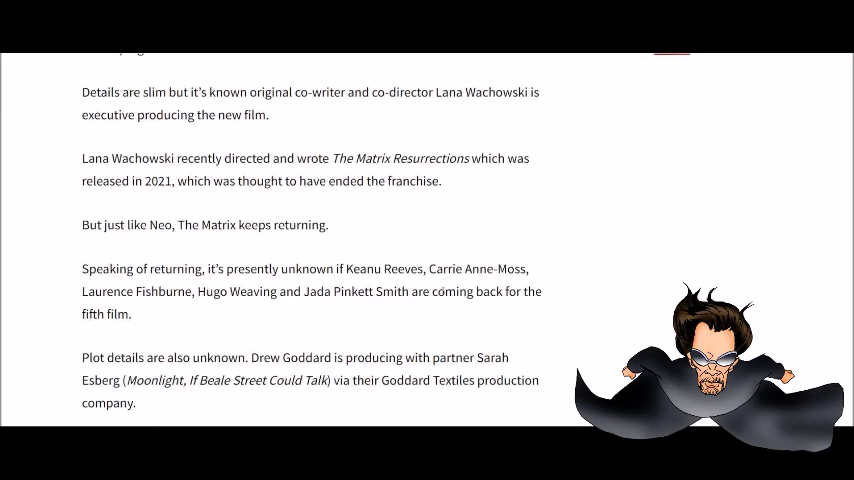 Details are slim but it's known original co-writer and co-director Lana Wachowski is
executive producing the new film.
Lana Wachowski recently directed and wrote The Matrix Resurrections which was
released in 2021, which was thought to have ended the franchise.
But just like Neo, The Matrix keeps returning.
Speaking of returning, it's presently unknown if Keanu Reeves, Carrie Anne-Moss,
Laurence Fishburne, Hugo Weaving and Jada Pinkett Smith are coming back for the
fifth film.
Plot details are also unknown. Drew Goddard is producing with partner Sarah
Esberg (Moonlight, If Beale Street Could Talk) via their Goddard Textiles production
company.